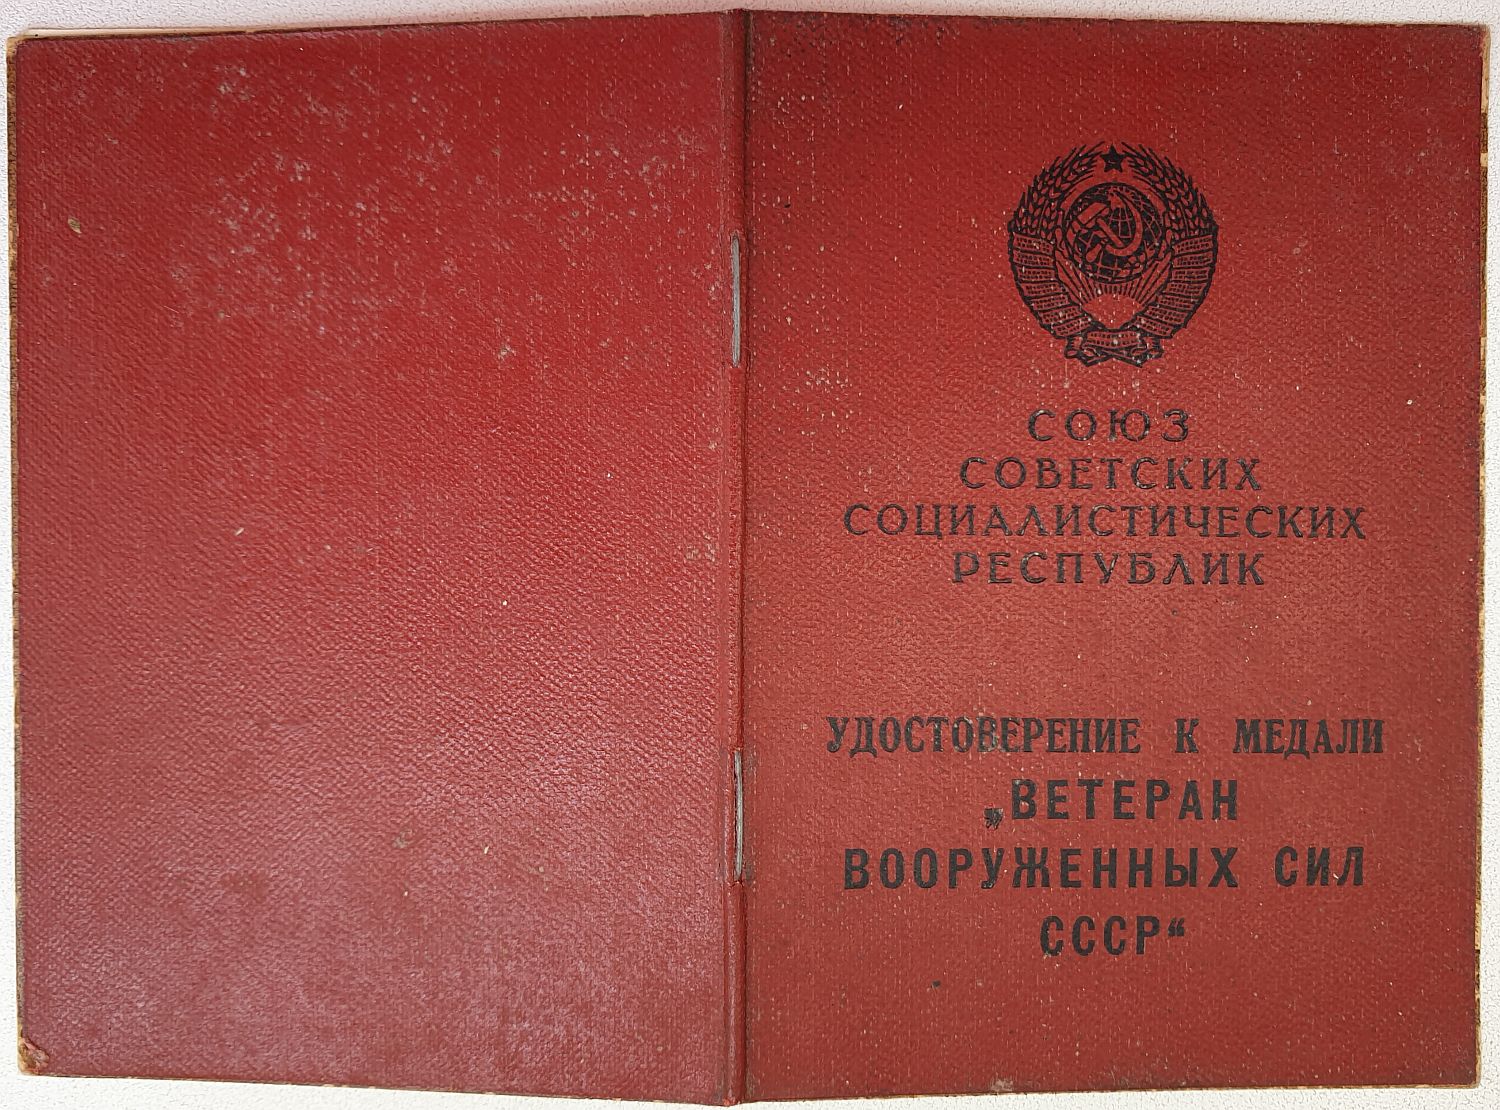 СОЮЗ
СОВЕТСКИХ
СОЦИАЛИСТИЧЕСКИХ
РЕСПУБЛИК
УДОСТОВЕРЕНИЕ К МЕДАЛИ
„ВЕТЕРАН
ВООРУЖЕННЫХ СИЛ
СССР“